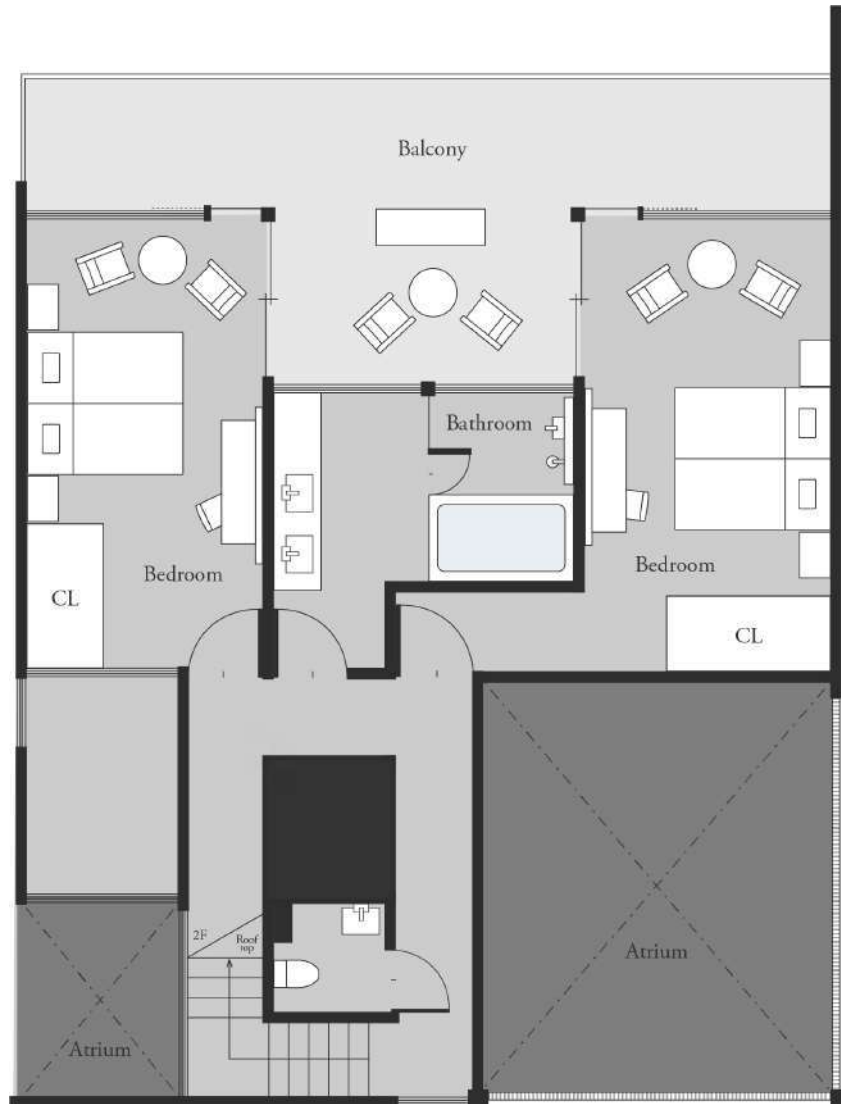 Balcony
Bathroom
Bedroom
Bedroom
CL
CL
2F
Roof
top
Atrium
Atrium